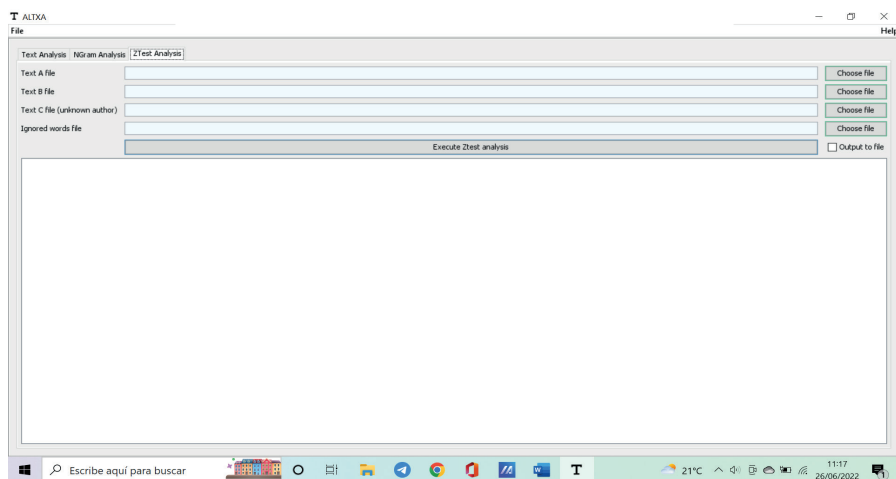 T ALTXA
File Help
Text Analysis NGram Analysis ZTest Analysis
Text A file Choose file
Text B file Choose file
Text C file (unknown author) Choose file
Ignored words file Choose file
Execute Ztest analysis Output to file
Escribe aquí para buscar T 21°C 11:17
26/06/2022